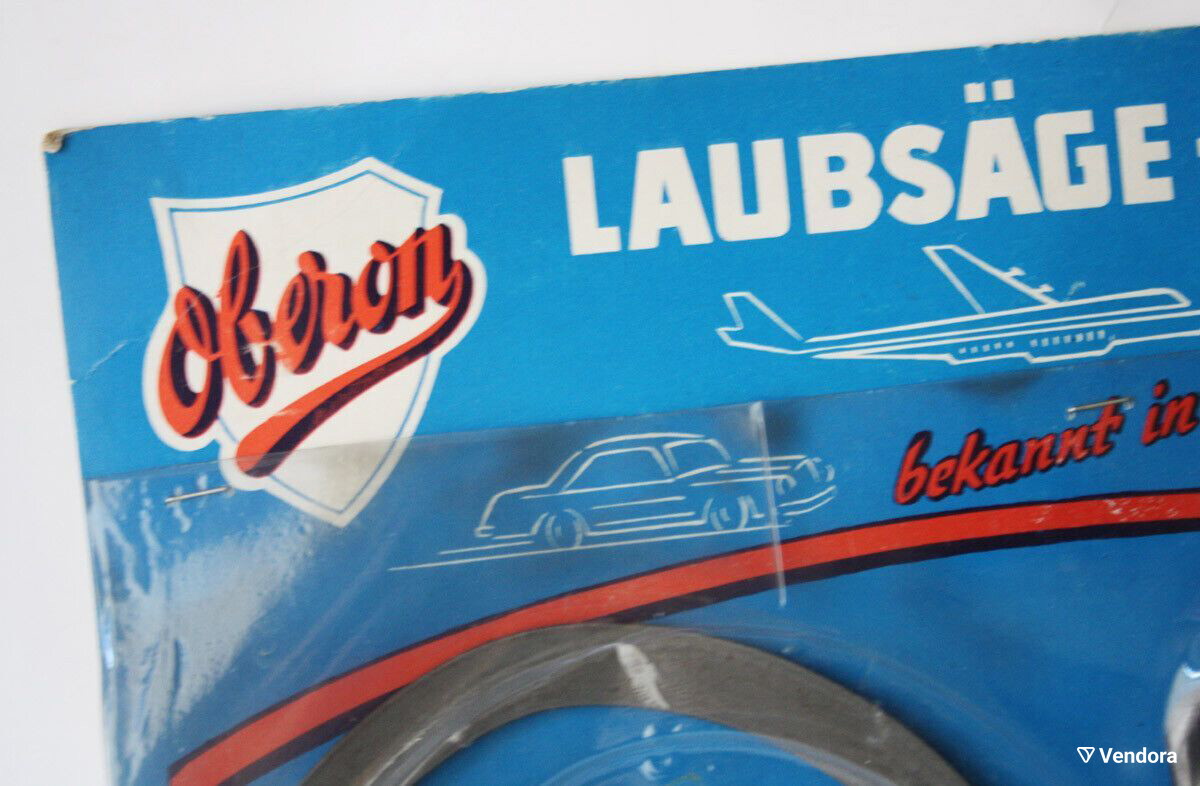 LAUBSÄGE -
Oberon
bekannt in
Vendora